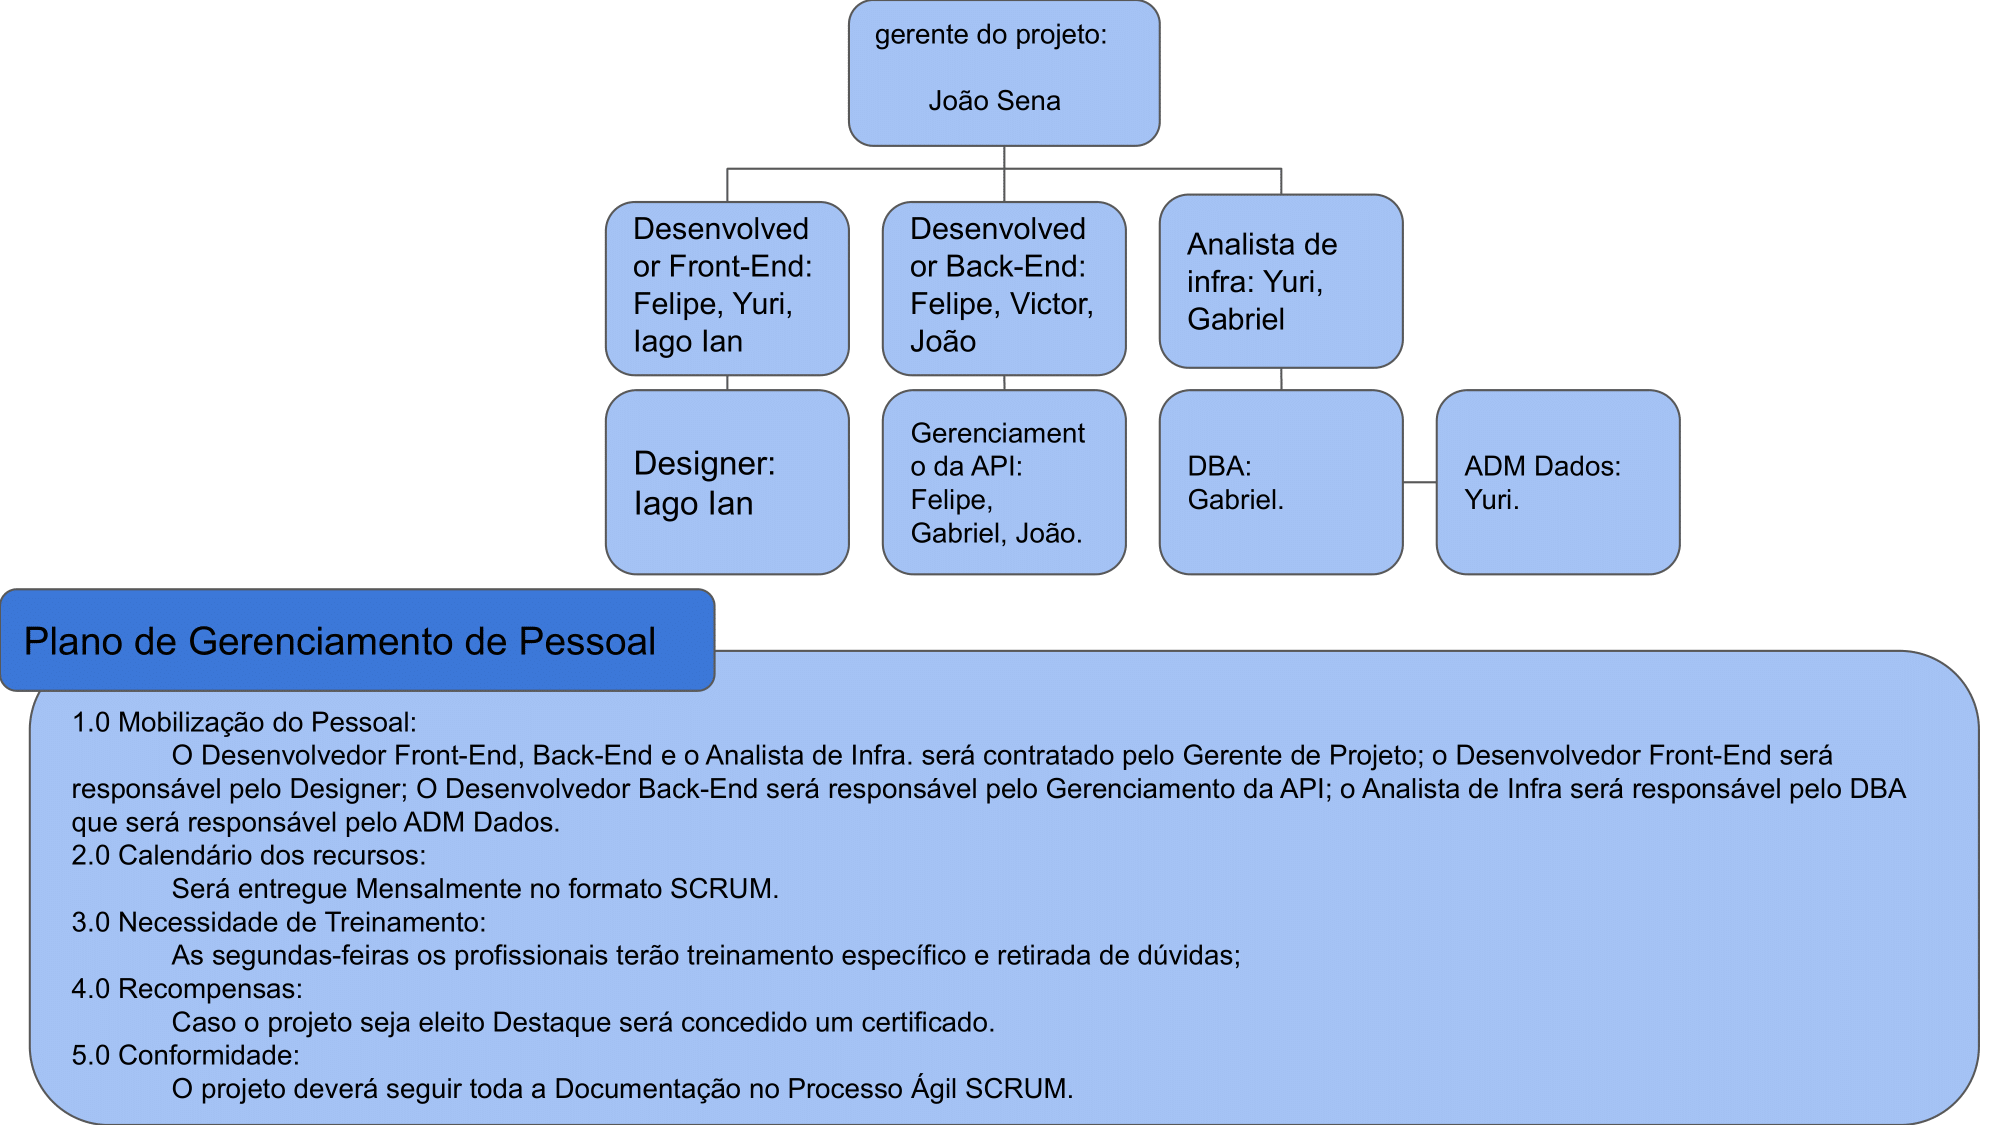 gerente do projeto:
João Sena
Desenvolved
or Front-End:
Felipe, Yuri,
Iago Ian
Desenvolved
or Back-End:
Felipe, Victor,
João
Analista de
infra: Yuri,
Gabriel
Designer:
Iago Ian
Gerenciament
o da API:
Felipe,
Gabriel, João.
DBA:
Gabriel.
ADM Dados:
Yuri.
Plano de Gerenciamento de Pessoal
1.0 Mobilização do Pessoal:
O Desenvolvedor Front-End, Back-End e o Analista de Infra. será contratado pelo Gerente de Projeto; o Desenvolvedor Front-End será
responsável pelo Designer; O Desenvolvedor Back-End será responsável pelo Gerenciamento da API; o Analista de Infra será responsável pelo DBA
que será responsável pelo ADM Dados.
2.0 Calendário dos recursos:
Será entregue Mensalmente no formato SCRUM.
3.0 Necessidade de Treinamento:
As segundas-feiras os profissionais terão treinamento específico e retirada de dúvidas;
4.0 Recompensas:
Caso o projeto seja eleito Destaque será concedido um certificado.
5.0 Conformidade:
O projeto deverá seguir toda a Documentação no Processo Ágil SCRUM.